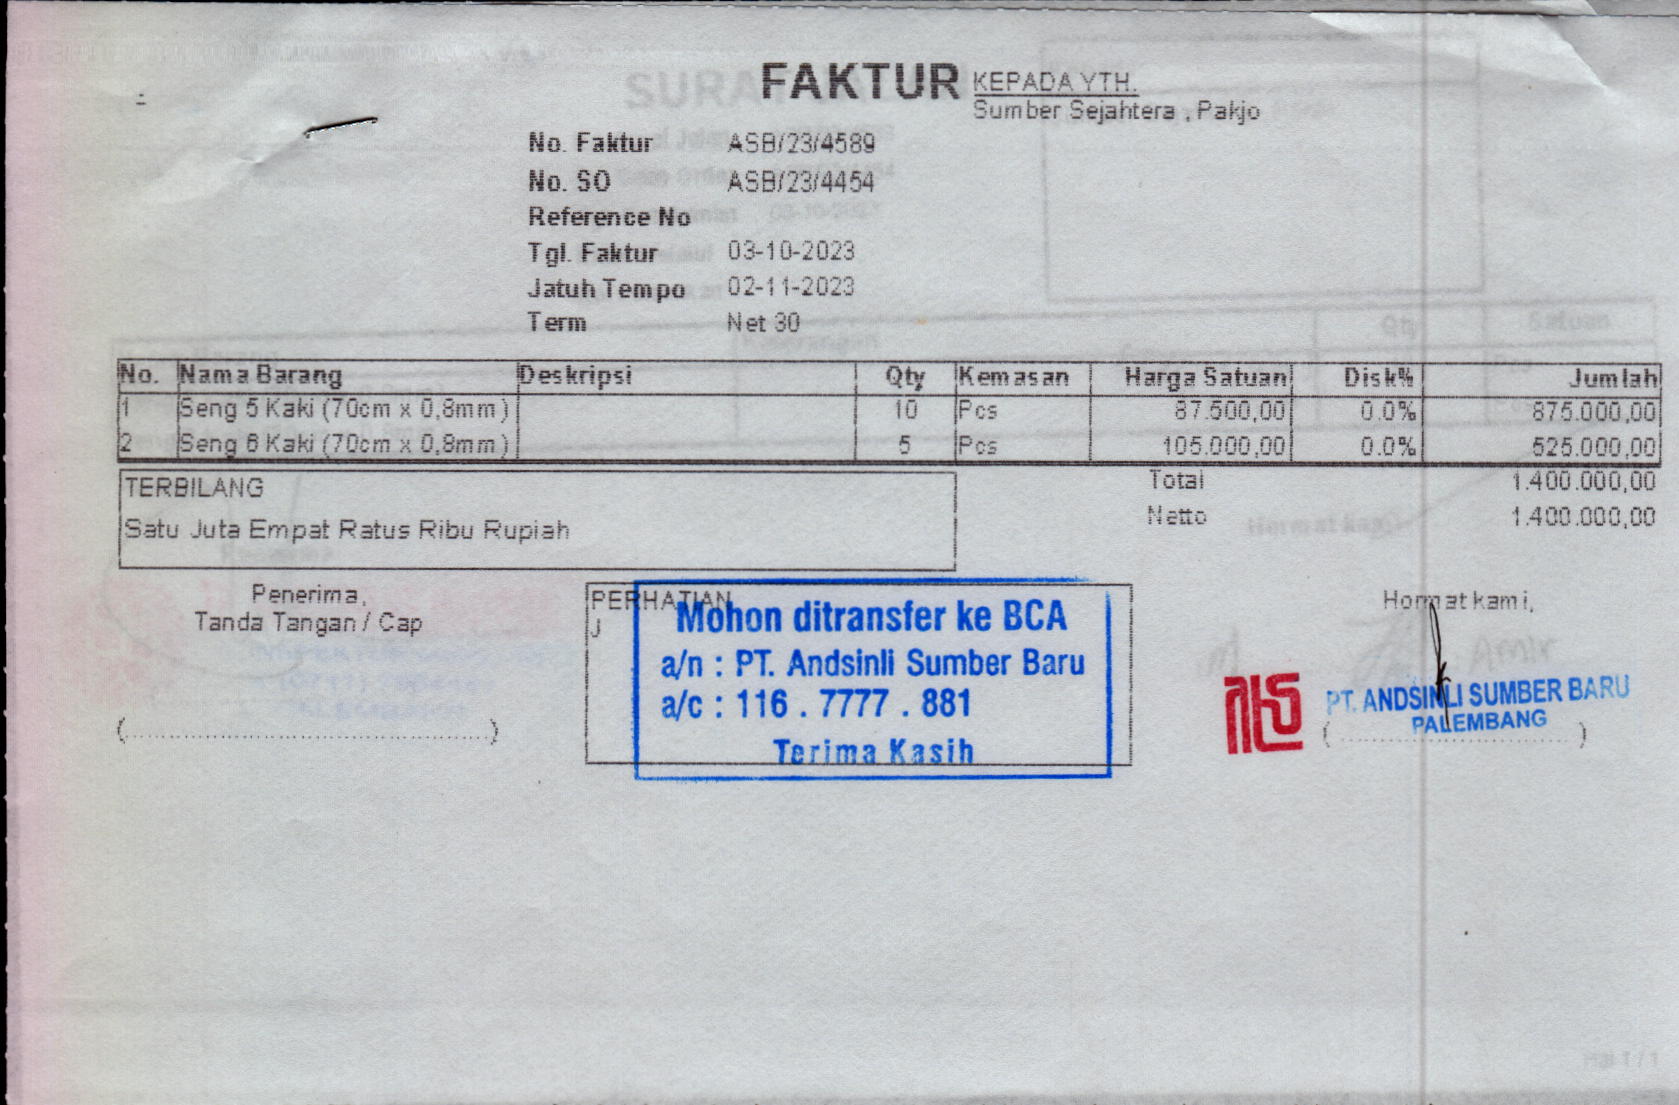 FAKTUR
KEPADA YTH.
Sumber Sejahtera , Pakjo
No. Faktur ASB/23/4589
No. SO ASB/23/4454
Reference No
Tgl. Faktur 03-10-2023
Jatuh Tempo 02-11-2023
Term Net 30
No. Nama Barang Deskripsi Qty Kemasan Harga Satuan Disk% Jumlah
1 Seng 5 Kaki (70cm x 0,8mm) 10 Pcs 87.500,00 0.0% 875.000,00
2 Seng 6 Kaki (70cm x 0,8mm) 5 Pcs 105.000,00 0.0% 525.000,00
TERBILANG
Satu Juta Empat Ratus Ribu Rupiah
Total 1.400.000,00
Netto 1.400.000,00
Penerima,
Tanda Tangan / Cap
(......................................)
PERHATIAN
J
Mohon ditransfer ke BCA
a/n : PT. Andsinli Sumber Baru
a/c : 116 . 7777 . 881
Terima Kasih
Hormat kami,
Amir
PT. ANDSINLI SUMBER BARU
PALEMBANG
(..............................)
Hal 1 / 1